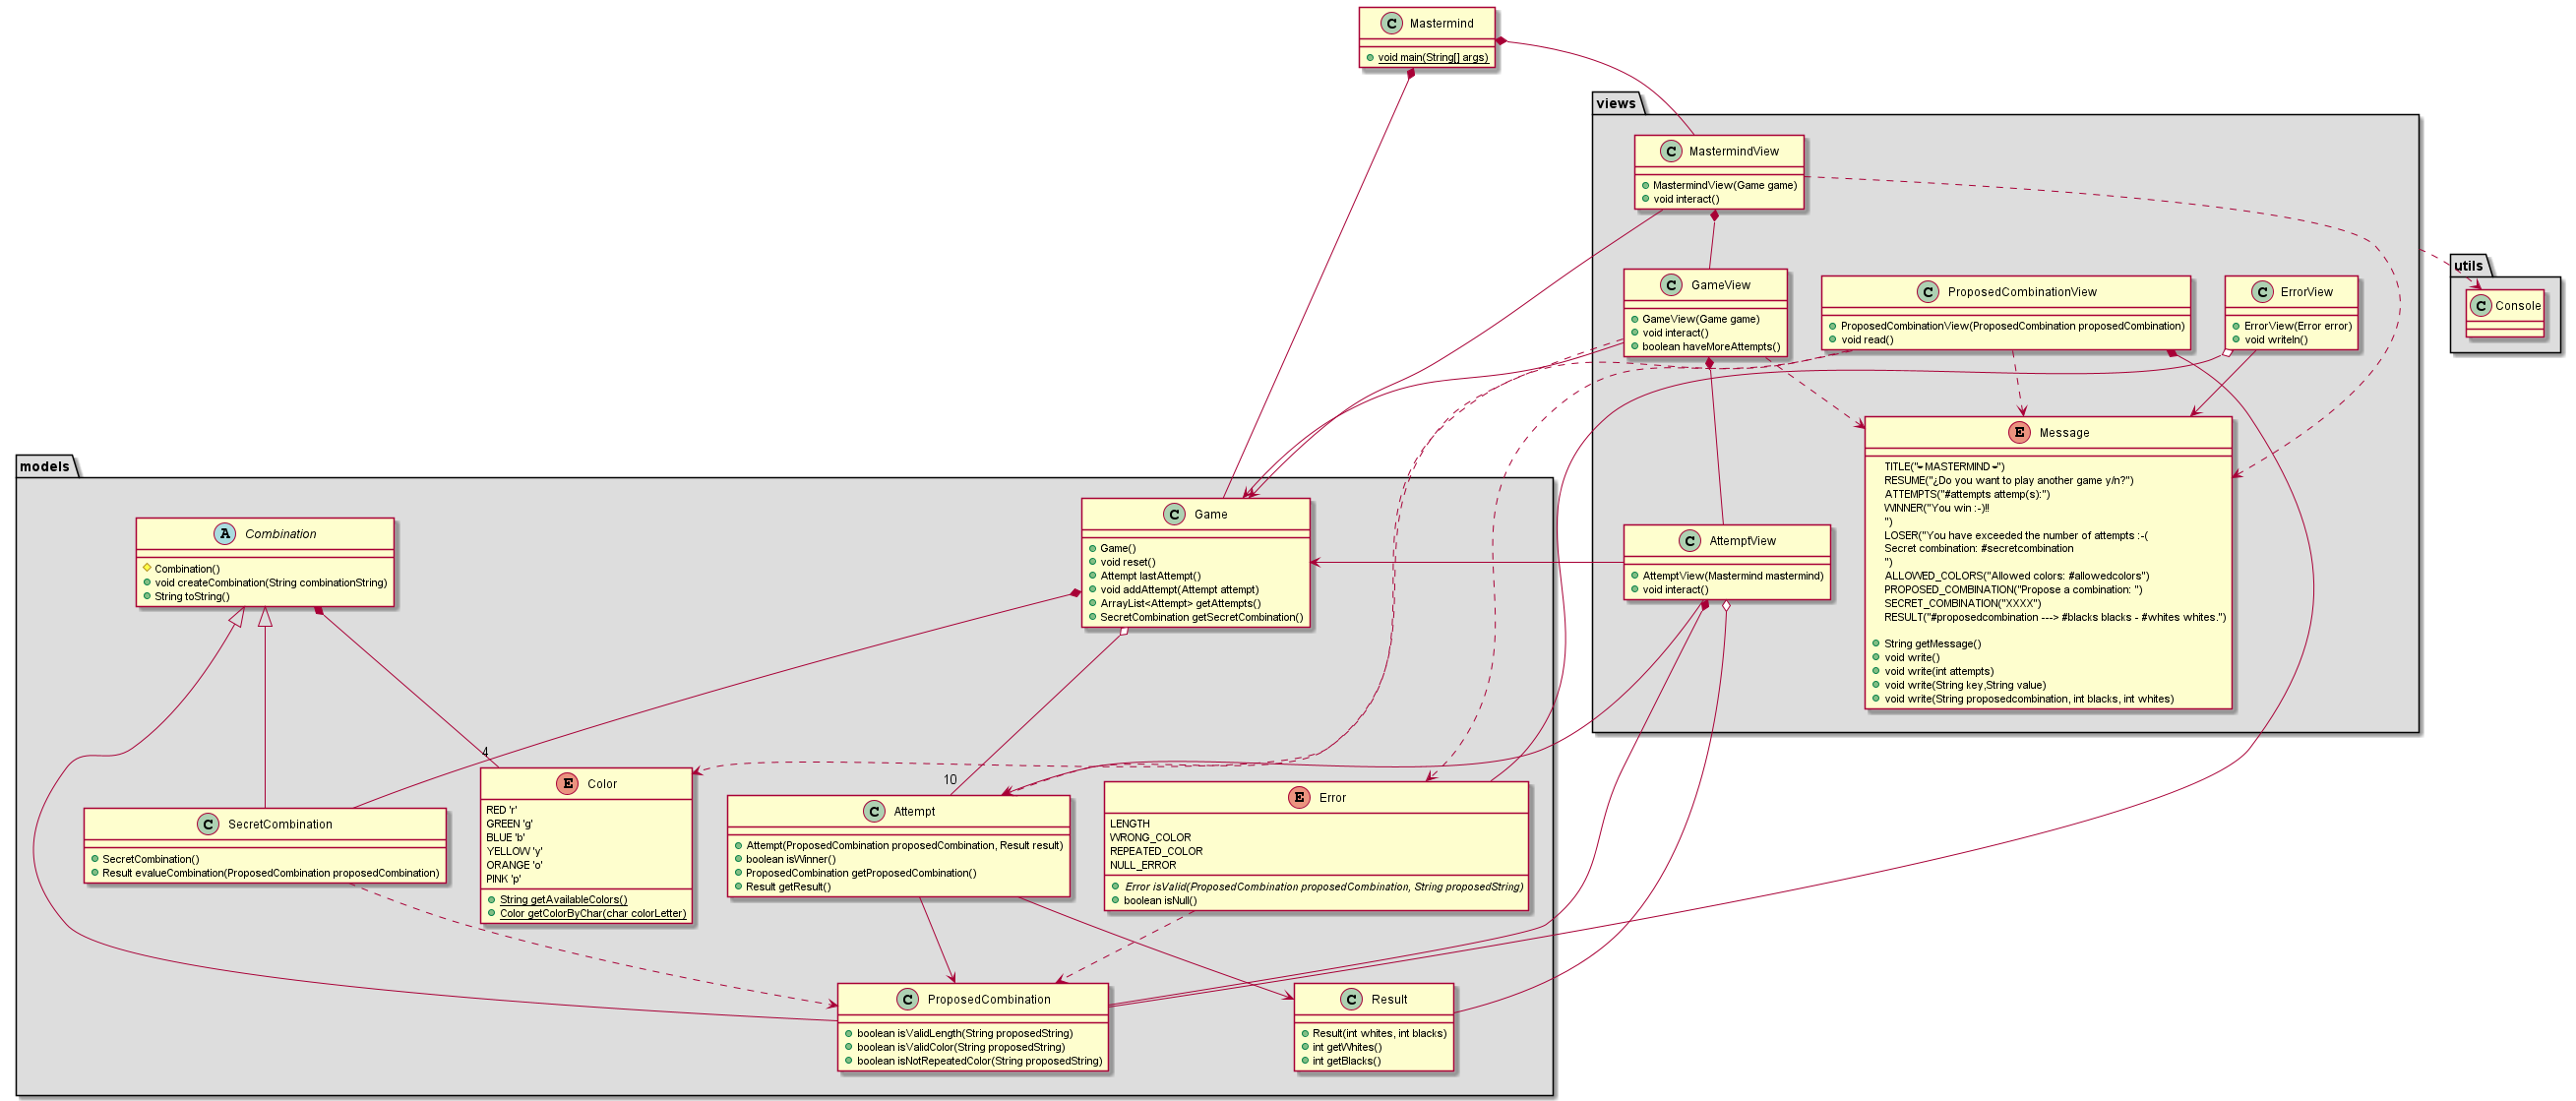 C Mastermind
void main(String[] args)
views
C MastermindView
MastermindView(Game game)
void interact()
C GameView
GameView(Game game)
void interact()
boolean haveMoreAttempts()
C ProposedCombinationView
ProposedCombinationView(ProposedCombination proposedCombination)
void read()
C ErrorView
ErrorView(Error error)
void writeln()
utils
C Console
E Message
MASTERMIND
RESUME("¿Do you want to play another game y/n?")
ATTEMPTS("#attempts attemp(s):")
WINNER("You win :-)!!
")
LOSER("You have exceeded the number of attempts :-(
Secret combination: #secretcombination
")
ALLOWED_COLORS("Allowed colors: #allowedcolors")
PROPOSED_COMBINATION("Propose a combination: ")
SECRET_COMBINATION("XXXX")
RESULT("#proposedcombination ---> #blacks blacks - #whites whites.")
String getMessage()
void write()
void write(int attempts)
void write(String key,String value)
void write(String proposedcombination, int blacks, int whites)
C AttemptView
AttemptView(Mastermind mastermind)
void interact()
models
C Game
Game()
void reset()
Attempt lastAttempt()
void addAttempt(Attempt attempt)
ArrayList<Attempt> getAttempts()
SecretCombination getSecretCombination()
A Combination
Combination()
void createCombination(String combinationString)
String toString()
4
10
C SecretCombination
SecretCombination()
Result evalueCombination(ProposedCombination proposedCombination)
E Color
RED 'r'
GREEN 'g'
BLUE 'b'
YELLOW 'y'
ORANGE 'o'
PINK 'p'
String getAvailableColors()
Color getColorByChar(char colorLetter)
C Attempt
Attempt(ProposedCombination proposedCombination, Result result)
boolean isWinner()
ProposedCombination getProposedCombination()
Result getResult()
E Error
LENGTH
WRONG_COLOR
REPEATED_COLOR
NULL_ERROR
Error isValid(ProposedCombination proposedCombination, String proposedString)
boolean isNull()
C ProposedCombination
boolean isValidLength(String proposedString)
boolean isValidColor(String proposedString)
boolean isNotRepeatedColor(String proposedString)
C Result
Result(int whites, int blacks)
int getWhites()
int getBlacks()